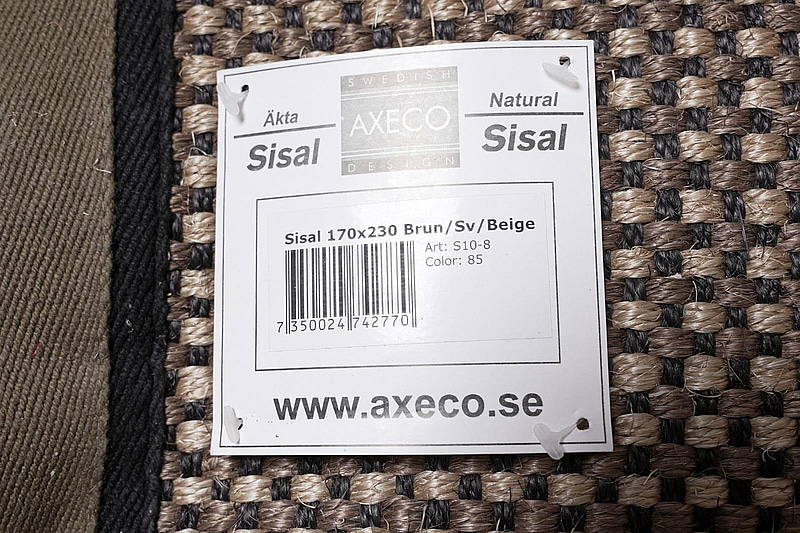 SWEDISH
AXECO
DESIGN
Äkta
Sisal
Natural
Sisal
Sisal 170x230 Brun/Sv/Beige
Art: S10-8
Color: 85
7 350024 742770
www.axeco.se